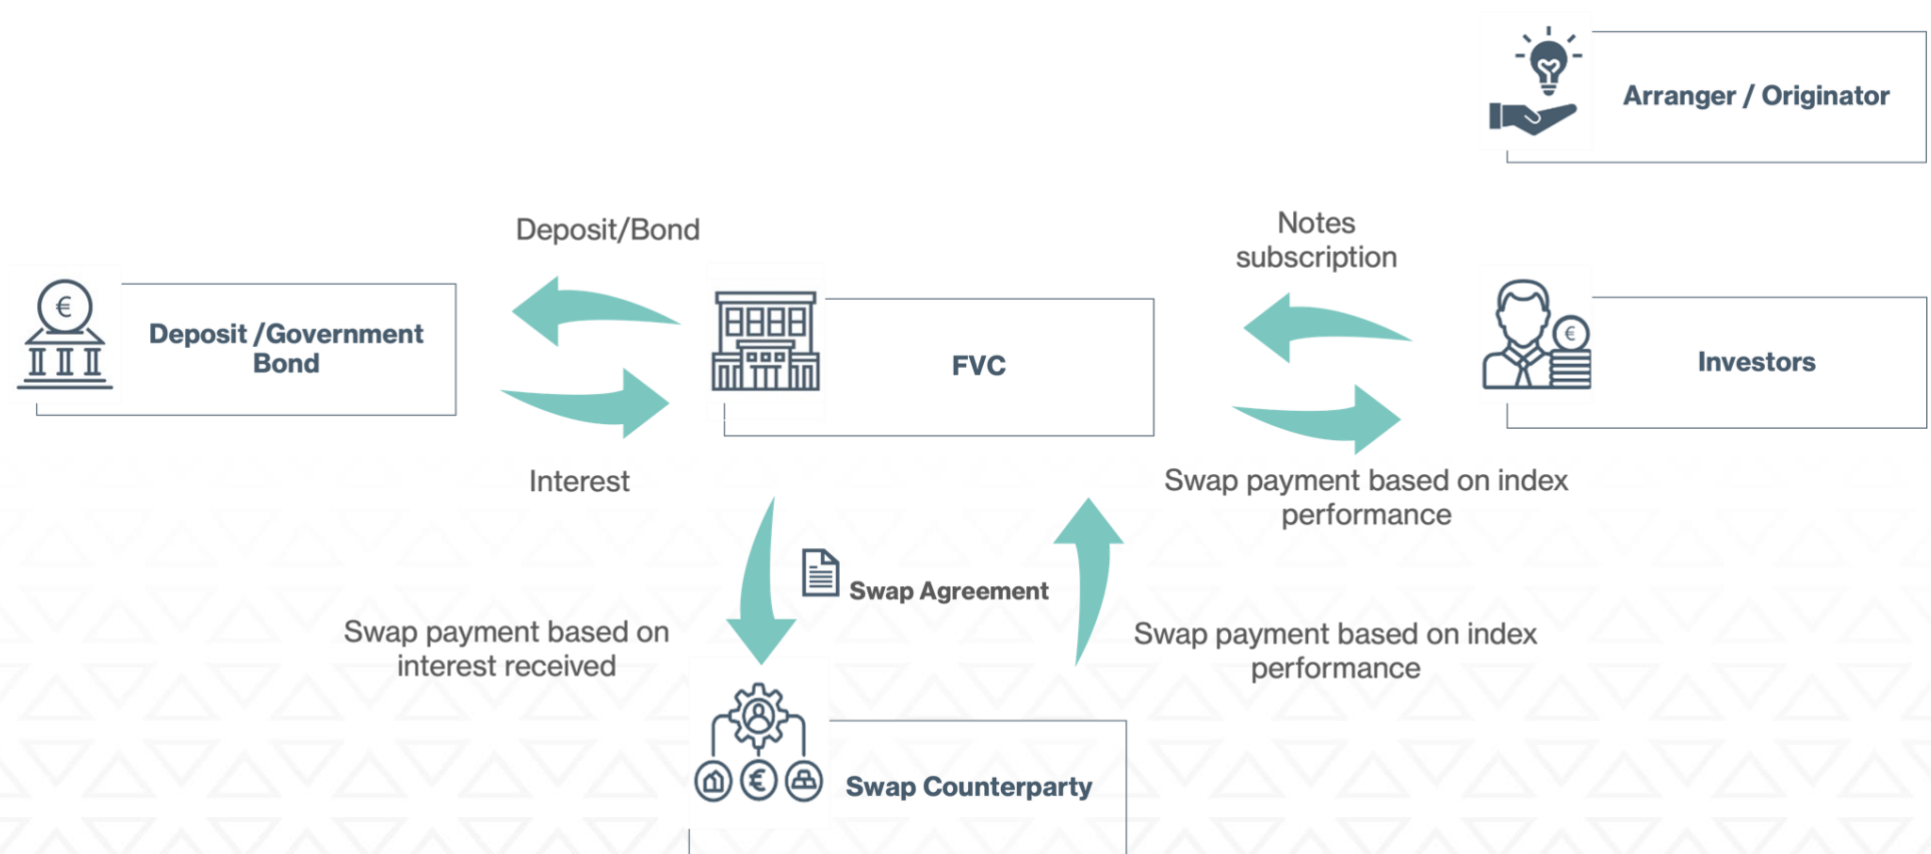 Arranger / Originator
Notes
subscription
Deposit/Bond
€
Deposit /Government
Bond
FVC
€
Investors
Interest
Swap payment based on index
performance
Swap Agreement
Swap payment based on
interest received
Swap payment based on index
performance
€
Swap Counterparty